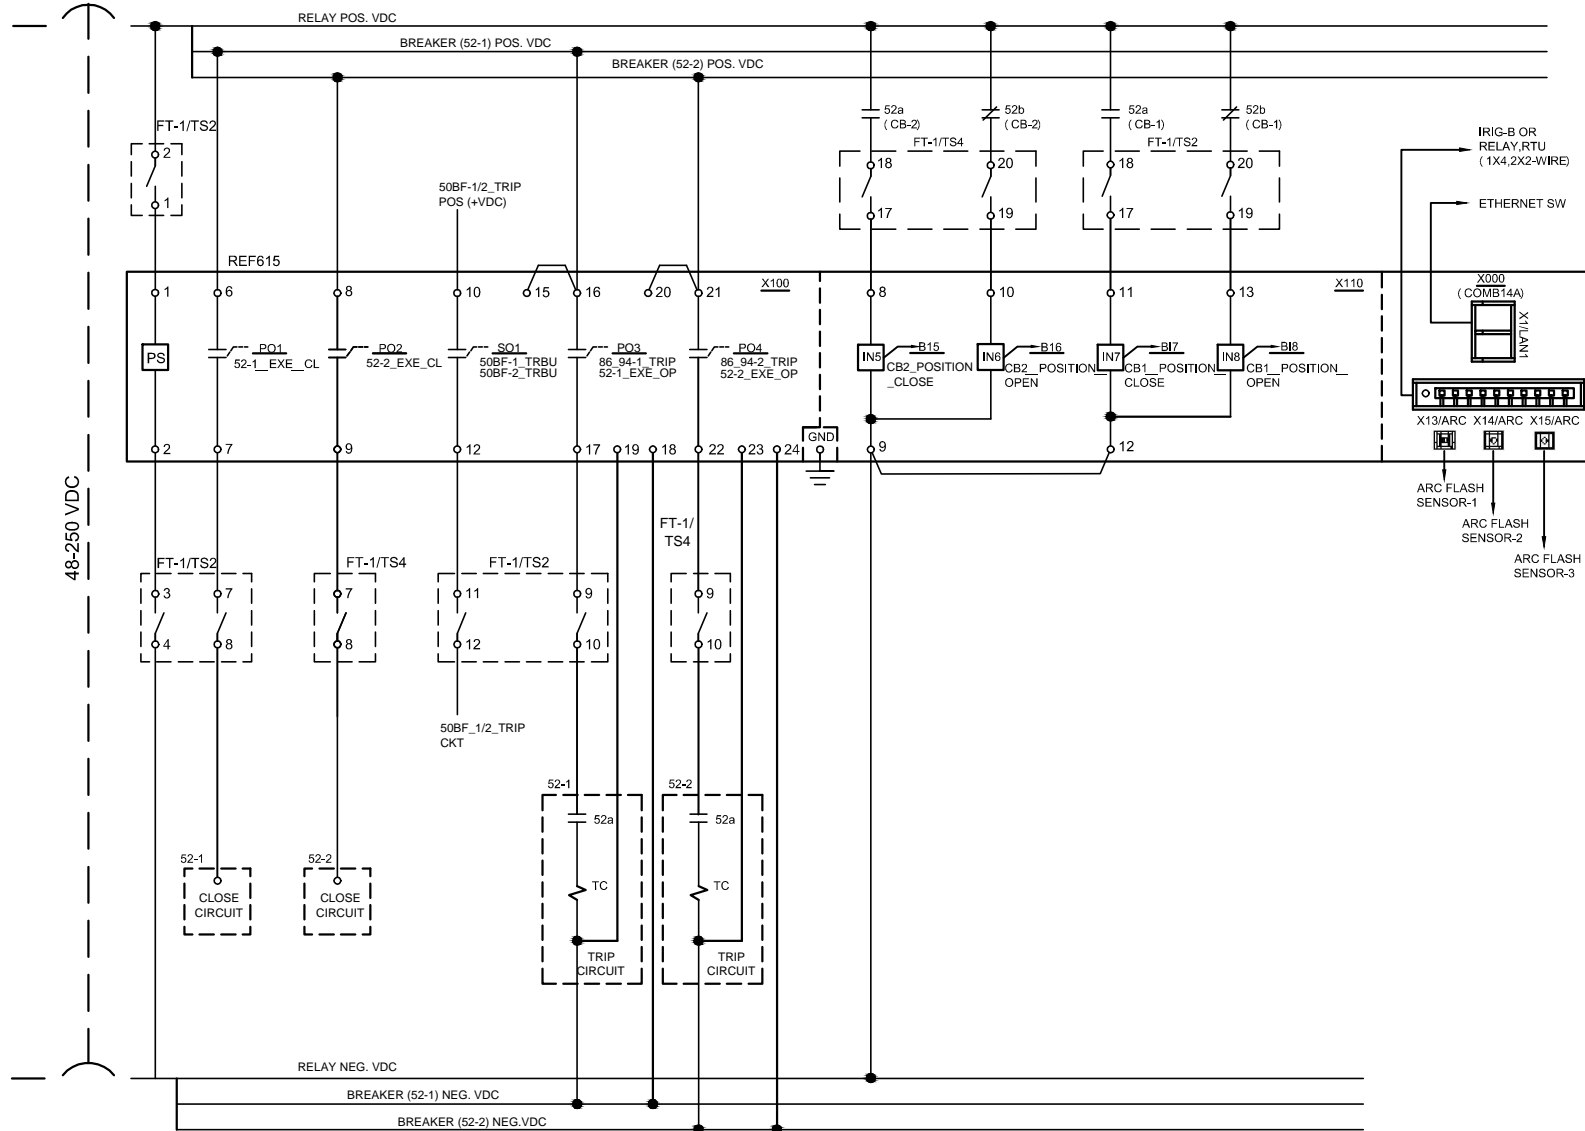 RELAY POS. VDC
BREAKER (52-1) POS. VDC
BREAKER (52-2) POS. VDC
FT-1/TS2
2
1
50BF-1/2_TRIP
POS (+VDC)
52a
( CB-2)
52b
( CB-2)
52a
( CB-1)
52b
( CB-1)
FT-1/TS4
FT-1/TS2
18
20
18
20
17
19
17
19
IRIG-B OR
RELAY,RTU
( 1X4,2X2-WIRE)
ETHERNET SW
REF615
X100
X110
X000
( COMB14A)
X1/LAN1
1
6
8
10
15
16
20
21
8
10
11
13
PS
PO1
52-1__EXE__CL
PO2
52-2_EXE_CL
SO1
50BF-1_TRBU
50BF-2_TRBU
PO3
86_94-1_TRIP
52-1_EXE_OP
PO4
86_94-2_TRIP
52-2_EXE_OP
IN5
B15
CB2_POSITION
_CLOSE
IN6
B16
CB2__POSITION__
OPEN
IN7
BI7
CB1__POSITION__
CLOSE
IN8
BI8
CB1__POSITION__
OPEN
X13/ARC
X14/ARC
X15/ARC
GND
2
7
9
12
17
19
18
22
23
24
9
12
ARC FLASH
SENSOR-1
ARC FLASH
SENSOR-2
ARC FLASH
SENSOR-3
48-250 VDC
FT-1/TS2
FT-1/TS4
FT-1/TS2
FT-1/
TS4
3
7
7
11
9
9
4
8
8
12
10
10
50BF_1/2_TRIP
CKT
52-1
52-2
52a
52a
TC
TC
TRIP
CIRCUIT
TRIP
CIRCUIT
52-1
52-2
CLOSE
CIRCUIT
CLOSE
CIRCUIT
RELAY NEG. VDC
BREAKER (52-1) NEG. VDC
BREAKER (52-2) NEG.VDC